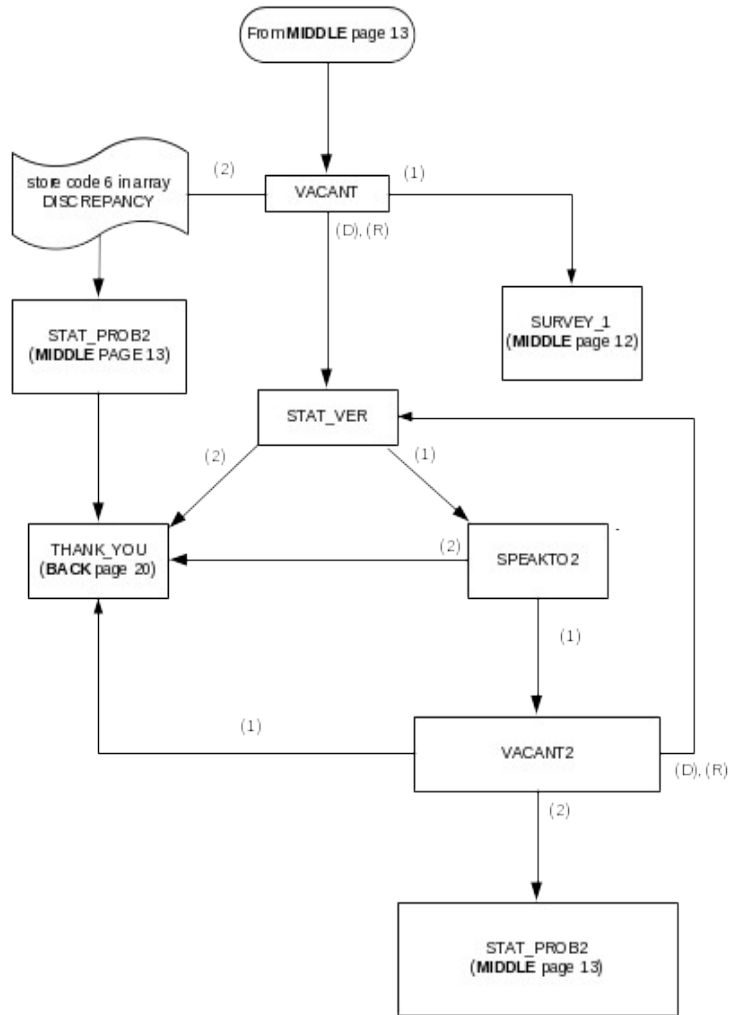 From MIDDLE page 13
(2)
(1)
store code 6 in array
DISCREPANCY
VACANT
(D), (R)
STAT_PROB2
(MIDDLE PAGE 13)
SURVEY_1
(MIDDLE page 12)
STAT_VER
(2)
(1)
THANK_YOU
(BACK page 20)
(2)
SPEAKTO2
-
(1)
(1)
VACANT2
(D), (R)
(2)
STAT_PROB2
(MIDDLE page 13)